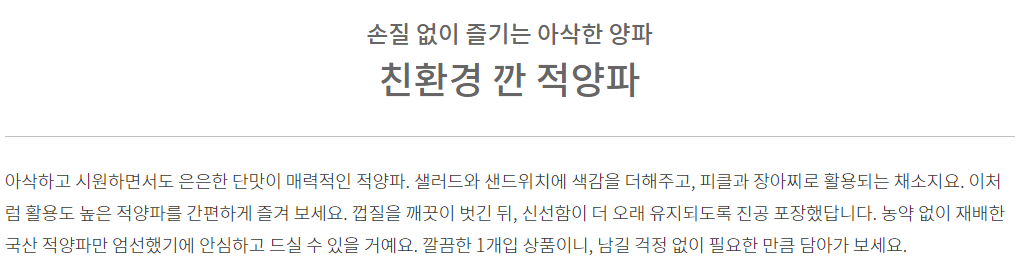 손질 없이 즐기는 아삭한 양파
친환경 깐 적양파
아삭하고 시원하면서도 은은한 단맛이 매력적인 적양파. 샐러드와 샌드위치에 색감을 더해주고, 피클과 장아찌로 활용되는 채소지요. 이처
럼 활용도 높은 적양파를 간편하게 즐겨 보세요. 껍질을 깨끗이 벗긴 뒤, 신선함이 더 오래 유지되도록 진공 포장했답니다. 농약 없이 재배한
국산 적양파만 엄선했기에 안심하고 드실 수 있을 거예요. 깔끔한 1개입 상품이니, 남길 걱정 없이 필요한 만큼 담아가 보세요.